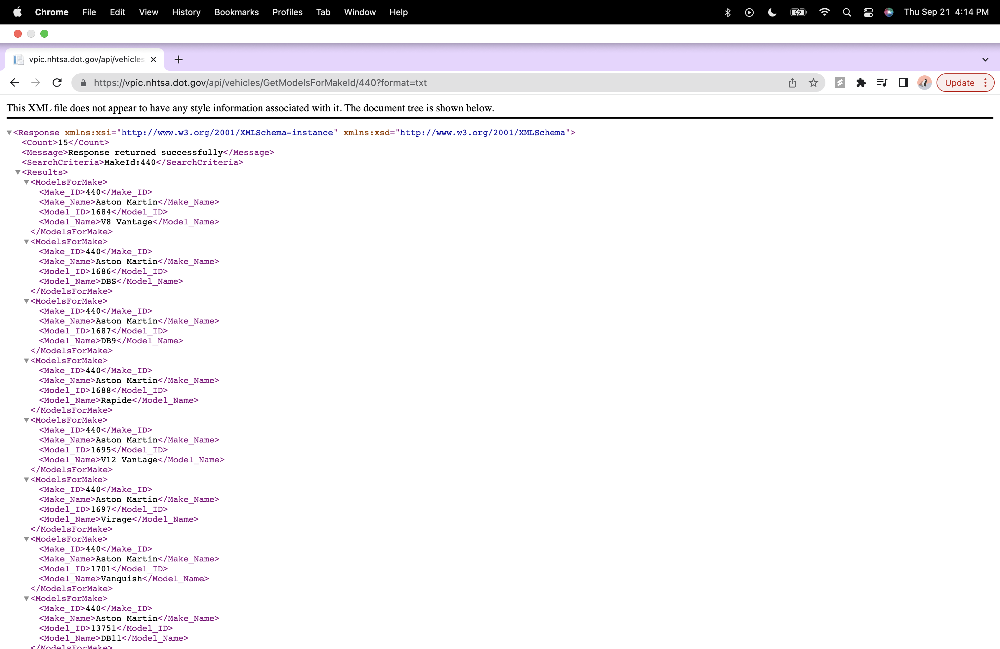 Chrome File Edit View History Bookmarks Profiles Tab Window Help Thu Sep 21 4:14 PM
vpic.nhtsa.dot.gov/api/vehicles
https://vpic.nhtsa.dot.gov/api/vehicles/GetModelsForMakeId/440?format=txt Update
This XML file does not appear to have any style information associated with it. The document tree is shown below.
<Response xmlns:xsi="http://www.w3.org/2001/XMLSchema-instance" xmlns:xsd="http://www.w3.org/2001/XMLSchema">
<Count>15</Count>
<Message>Response returned successfully</Message>
<SearchCriteria>MakeId:440</SearchCriteria>
<Results>
<ModelsForMake>
<Make_ID>440</Make_ID>
<Make_Name>Aston Martin</Make_Name>
<Model_ID>1684</Model_ID>
<Model_Name>V8 Vantage</Model_Name>
</ModelsForMake>
<ModelsForMake>
<Make_ID>440</Make_ID>
<Make_Name>Aston Martin</Make_Name>
<Model_ID>1686</Model_ID>
<Model_Name>DBS</Model_Name>
</ModelsForMake>
<ModelsForMake>
<Make_ID>440</Make_ID>
<Make_Name>Aston Martin</Make_Name>
<Model_ID>1687</Model_ID>
<Model_Name>DB9</Model_Name>
</ModelsForMake>
<ModelsForMake>
<Make_ID>440</Make_ID>
<Make_Name>Aston Martin</Make_Name>
<Model_ID>1688</Model_ID>
<Model_Name>Rapide</Model_Name>
</ModelsForMake>
<ModelsForMake>
<Make_ID>440</Make_ID>
<Make_Name>Aston Martin</Make_Name>
<Model_ID>1695</Model_ID>
<Model_Name>V12 Vantage</Model_Name>
</ModelsForMake>
<ModelsForMake>
<Make_ID>440</Make_ID>
<Make_Name>Aston Martin</Make_Name>
<Model_ID>1697</Model_ID>
<Model_Name>Virage</Model_Name>
</ModelsForMake>
<ModelsForMake>
<Make_ID>440</Make_ID>
<Make_Name>Aston Martin</Make_Name>
<Model_ID>1701</Model_ID>
<Model_Name>Vanquish</Model_Name>
</ModelsForMake>
<ModelsForMake>
<Make_ID>440</Make_ID>
<Make_Name>Aston Martin</Make_Name>
<Model_ID>13751</Model_ID>
<Model_Name>DB11</Model_Name>
</ModelsForMake>